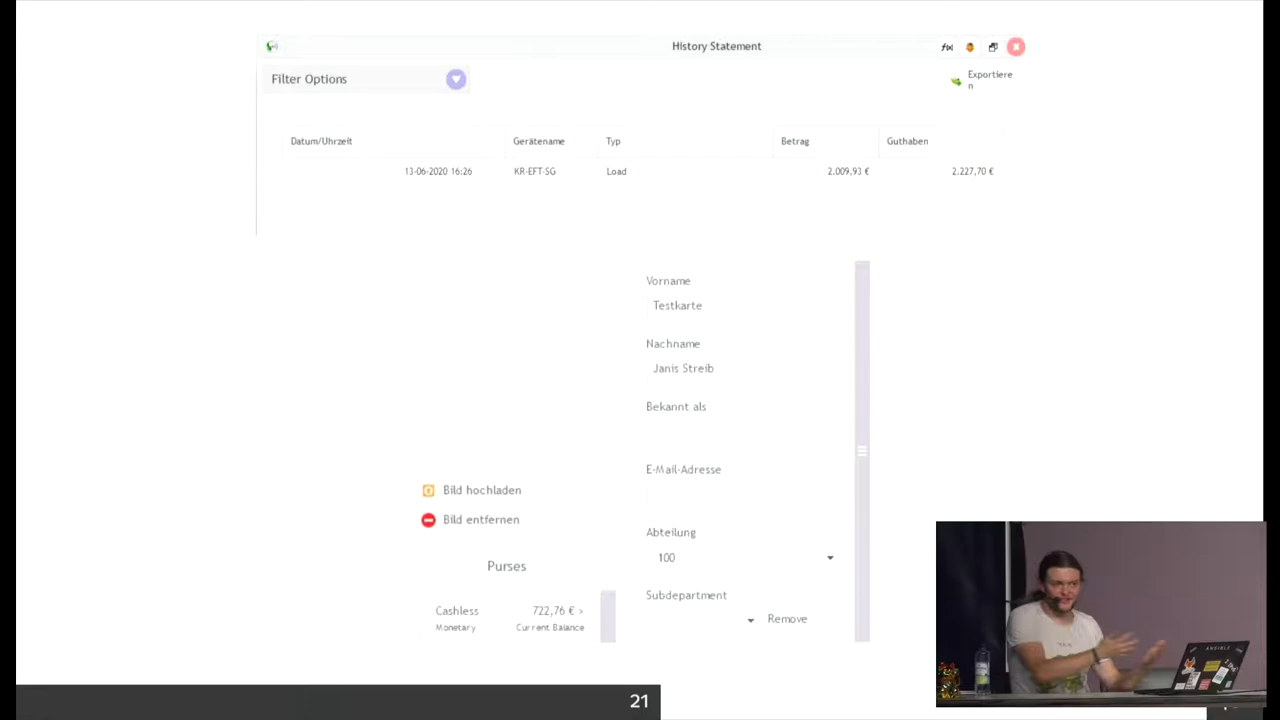 History Statement
f(x)
Filter Options
Exportiere
n
Datum/Uhrzeit Gerätename Typ Betrag Guthaben
13-06-2020 16:26 KR-EFT-SG Load 2.009,93 € 2.227,70 €
Vorname
Testkarte
Nachname
Janis Streib
Bekannt als
E-Mail-Adresse
Bild hochladen
Bild entfernen
Abteilung
100
Purses
Subdepartment
Remove
Cashless 722,76 € >
Monetary Current Balance
ANSIBLE
21